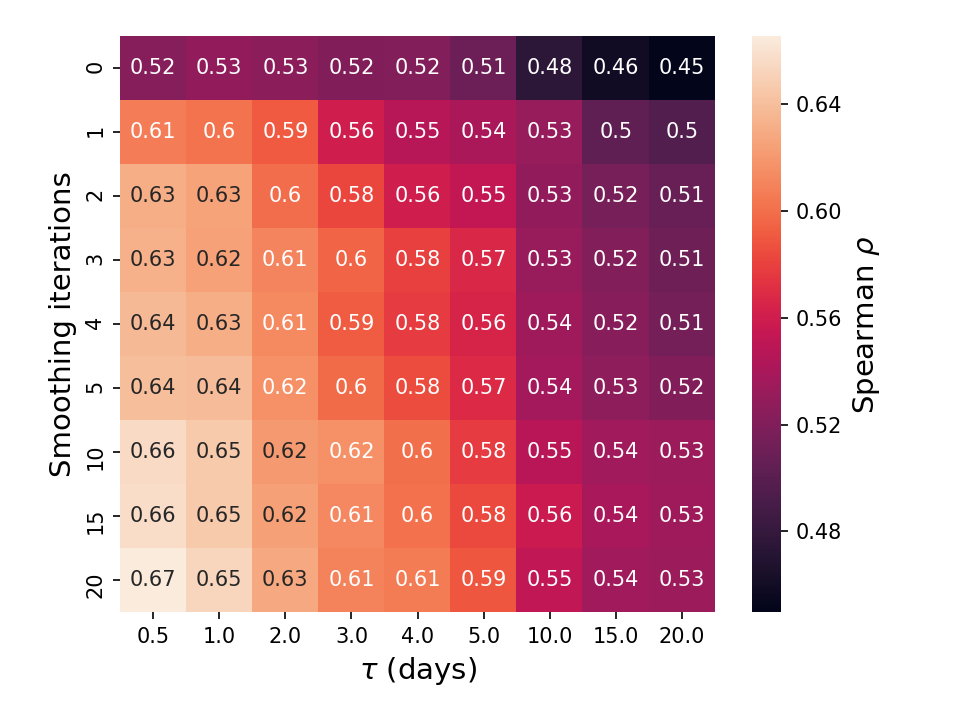 0 0.52 0.53 0.53 0.52 0.52 0.51 0.48 0.46 0.45
1 0.61 0.6 0.59 0.56 0.55 0.54 0.53 0.5 0.5
2 0.63 0.63 0.6 0.58 0.56 0.55 0.53 0.52 0.51
3 0.63 0.62 0.61 0.6 0.58 0.57 0.53 0.52 0.51
4 0.64 0.63 0.61 0.59 0.58 0.56 0.54 0.52 0.51
5 0.64 0.64 0.62 0.6 0.58 0.57 0.54 0.53 0.52
10 0.66 0.65 0.62 0.62 0.6 0.58 0.55 0.54 0.53
15 0.66 0.65 0.62 0.61 0.6 0.58 0.56 0.54 0.53
20 0.67 0.65 0.63 0.61 0.61 0.59 0.55 0.54 0.53
0.5 1.0 2.0 3.0 4.0 5.0 10.0 15.0 20.0
τ (days)
Smoothing iterations
0.64
0.60
0.56
0.52
0.48
Spearman ρ